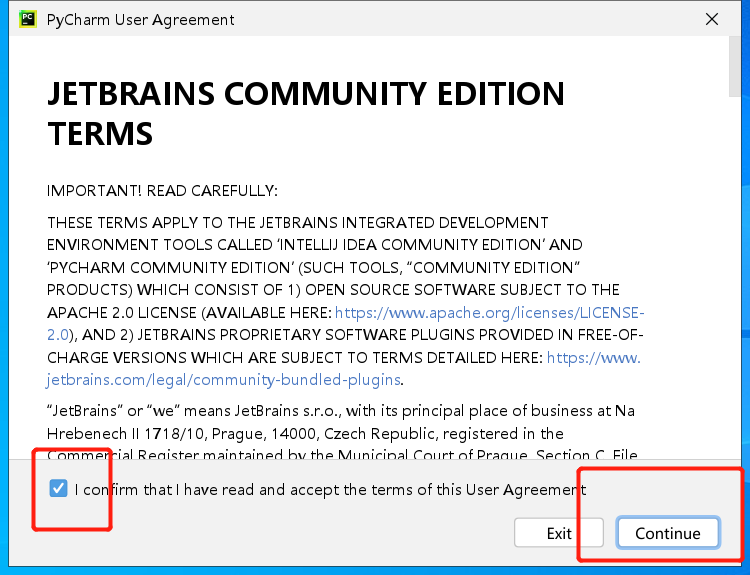 PyCharm User Agreement
JETBRAINS COMMUNITY EDITION
TERMS
IMPORTANT! READ CAREFULLY:
THESE TERMS APPLY TO THE JETBRAINS INTEGRATED DEVELOPMENT
ENVIRONMENT TOOLS CALLED ‘INTELLIJ IDEA COMMUNITY EDITION’ AND
‘PYCHARM COMMUNITY EDITION’ (SUCH TOOLS, “COMMUNITY EDITION”
PRODUCTS) WHICH CONSIST OF 1) OPEN SOURCE SOFTWARE SUBJECT TO THE
APACHE 2.0 LICENSE (AVAILABLE HERE: https://www.apache.org/licenses/LICENSE-
2.0), AND 2) JETBRAINS PROPRIETARY SOFTWARE PLUGINS PROVIDED IN FREE-OF-
CHARGE VERSIONS WHICH ARE SUBJECT TO TERMS DETAILED HERE: https://www.
jetbrains.com/legal/community-bundled-plugins.
“JetBrains” or “we” means JetBrains s.r.o., with its principal place of business at Na
Hrebenech II 1718/10, Prague, 14000, Czech Republic, registered in the
Commercial Register maintained by the Municipal Court of Prague, Section C, File
I confirm that I have read and accept the terms of this User Agreement
Exit
Continue